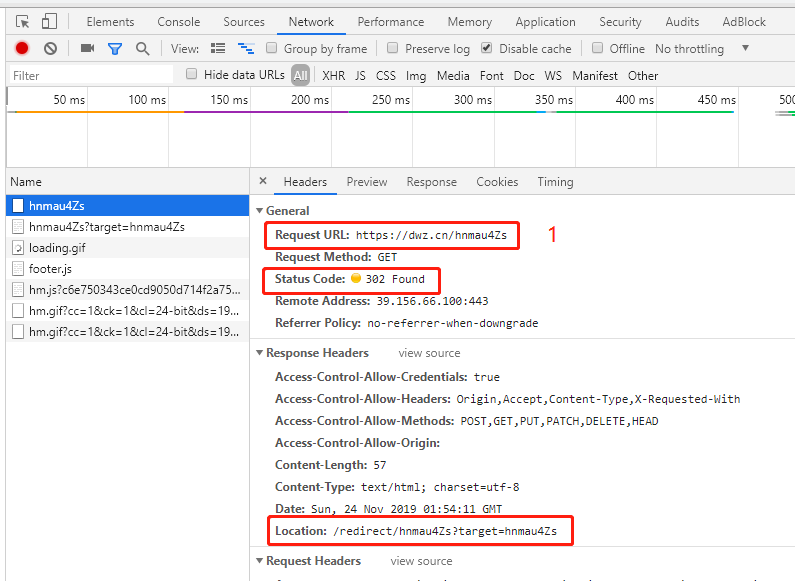 Elements Console Sources Network Performance Memory Application Security Audits AdBlock
View: Group by frame Preserve log Disable cache Offline No throttling ▼
Filter Hide data URLs All XHR JS CSS Img Media Font Doc WS Manifest Other
50 ms 100 ms 150 ms 200 ms 250 ms 300 ms 350 ms 400 ms 450 ms
Name × Headers Preview Response Cookies Timing
hnmau4Zs
hnmau4Zs?target=hnmau4Zs
loading.gif
footer.js
hm.js?c6e750343ce0cd9050d714f2a75...
hm.gif?cc=1&ck=1&cl=24-bit&ds=19...
hm.gif?cc=1&ck=1&cl=24-bit&ds=19...
▼ General
Request URL: https://dwz.cn/hnmau4Zs 1
Request Method: GET
Status Code: 302 Found
Remote Address: 39.156.66.100:443
Referrer Policy: no-referrer-when-downgrade
▼ Response Headers view source
Access-Control-Allow-Credentials: true
Access-Control-Allow-Headers: Origin,Accept,Content-Type,X-Requested-With
Access-Control-Allow-Methods: POST,GET,PUT,PATCH,DELETE,HEAD
Access-Control-Allow-Origin:
Content-Length: 57
Content-Type: text/html; charset=utf-8
Date: Sun, 24 Nov 2019 01:54:11 GMT
Location: /redirect/hnmau4Zs?target=hnmau4Zs
▼ Request Headers view source